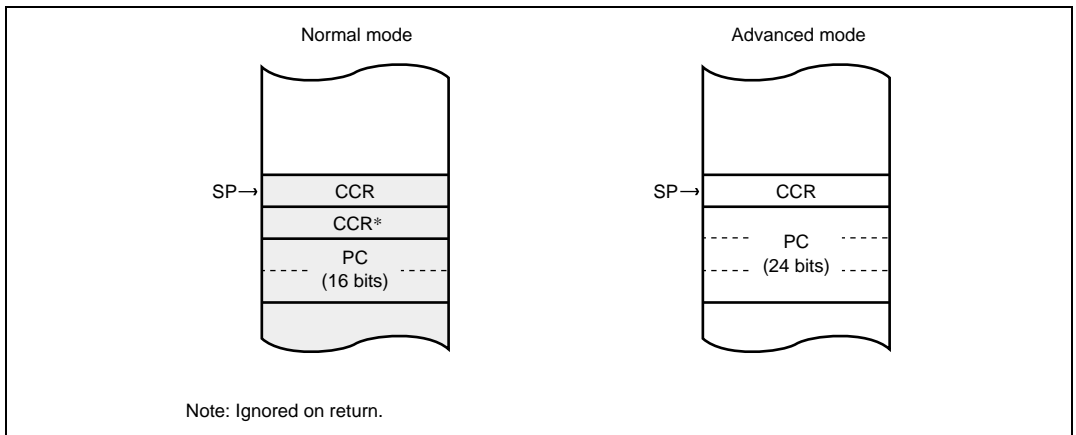 Normal mode
SP→
CCR
CCR*
PC
(16 bits)
Advanced mode
SP→
CCR
PC
(24 bits)
Note: Ignored on return.